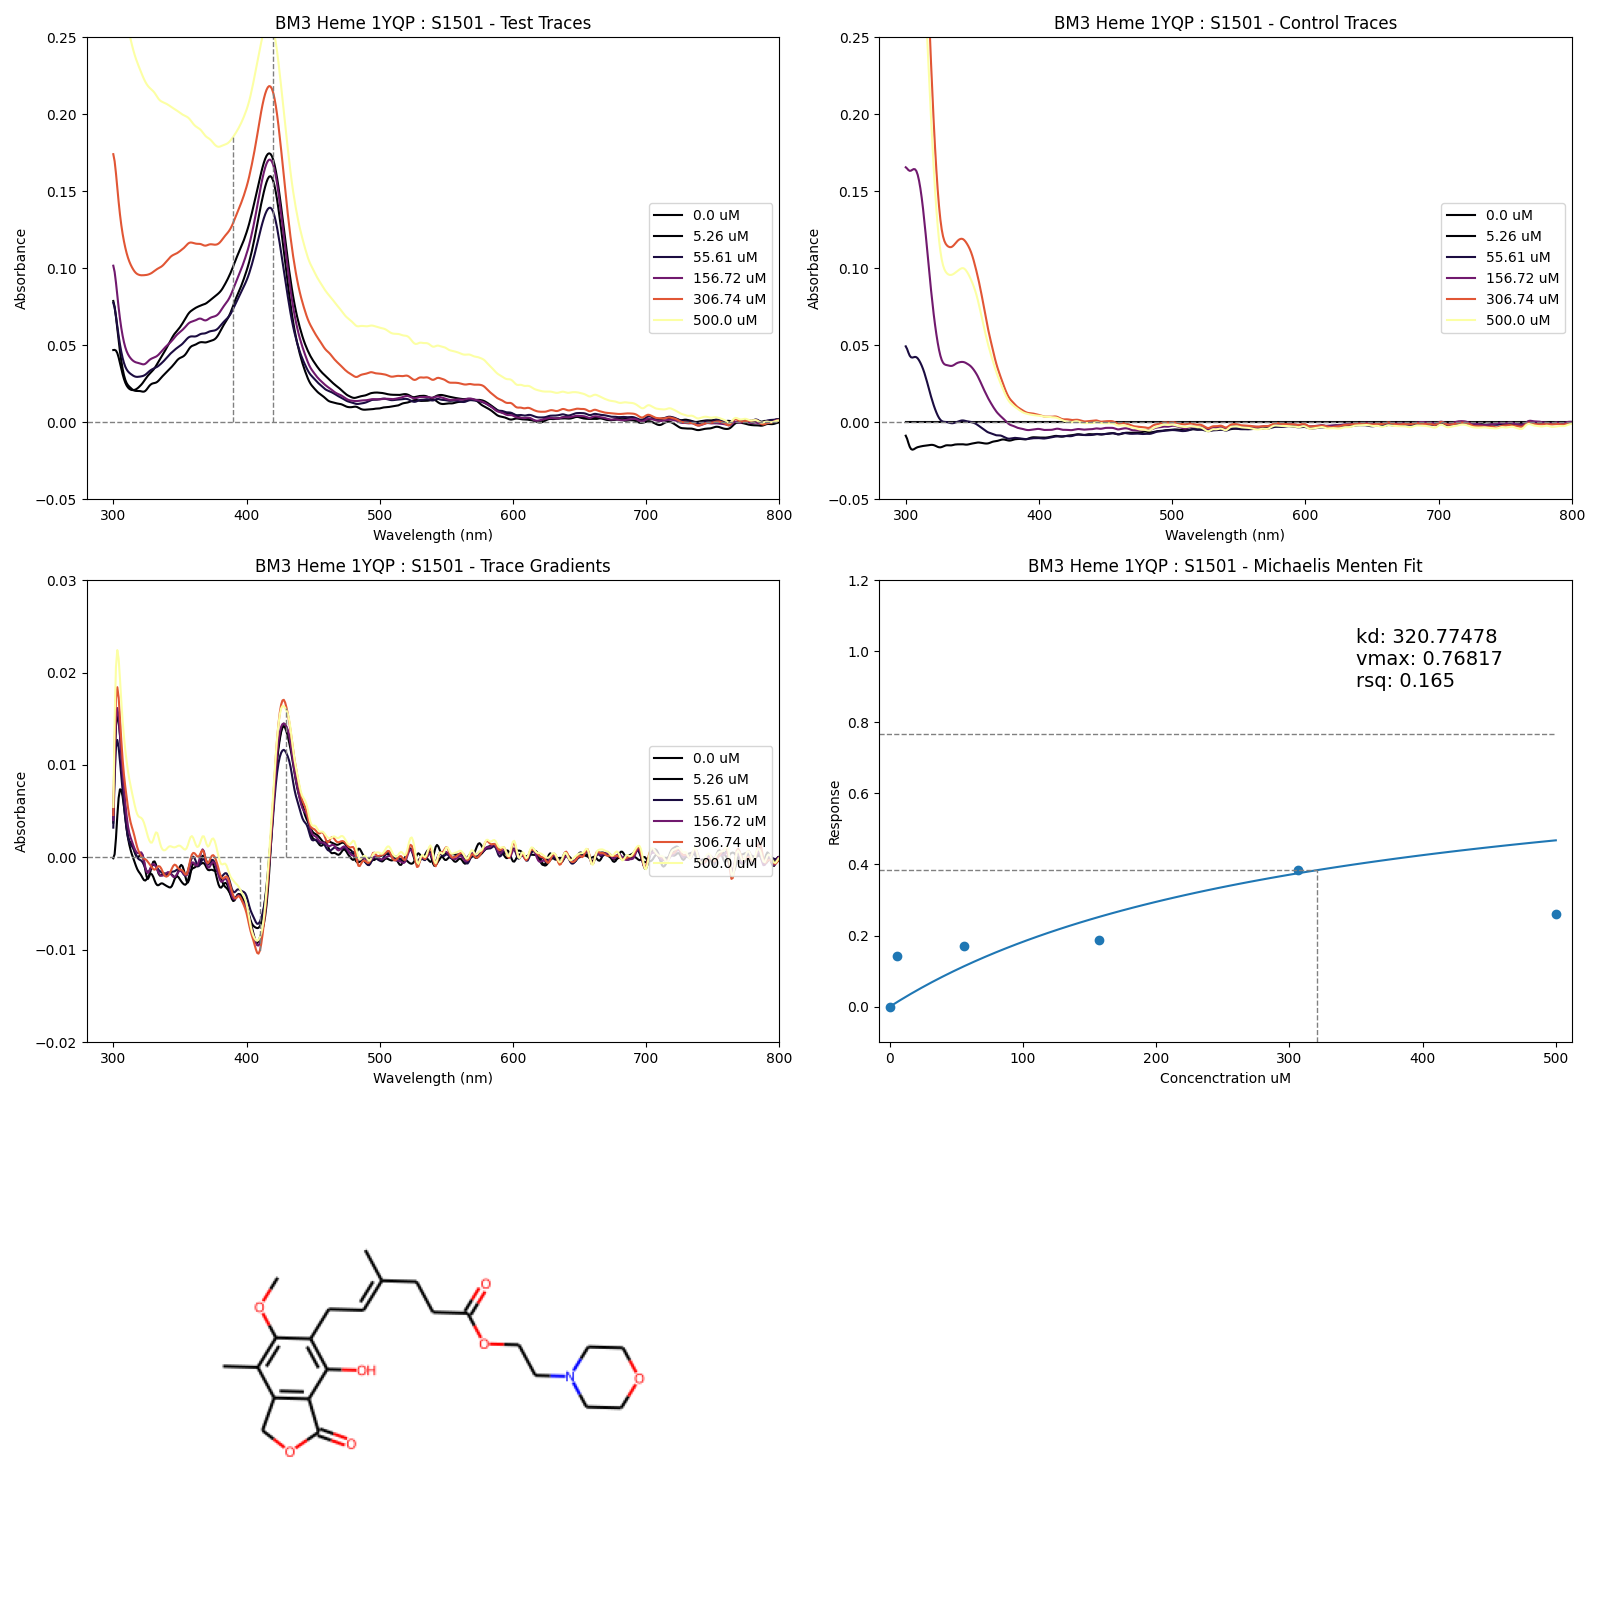 BM3 Heme 1YQP : S1501 - Test Traces
0.25
0.20
0.15
0.10
0.05
0.00
−0.05
Absorbance
300 400 500 600 700 800
Wavelength (nm)
0.0 uM
5.26 uM
55.61 uM
156.72 uM
306.74 uM
500.0 uM
BM3 Heme 1YQP : S1501 - Control Traces
0.25
0.20
0.15
0.10
0.05
0.00
−0.05
Absorbance
300 400 500 600 700 800
Wavelength (nm)
0.0 uM
5.26 uM
55.61 uM
156.72 uM
306.74 uM
500.0 uM
BM3 Heme 1YQP : S1501 - Trace Gradients
0.03
0.02
0.01
0.00
−0.01
−0.02
Absorbance
300 400 500 600 700 800
Wavelength (nm)
0.0 uM
5.26 uM
55.61 uM
156.72 uM
306.74 uM
500.0 uM
BM3 Heme 1YQP : S1501 - Michaelis Menten Fit
1.2
1.0
0.8
0.6
0.4
0.2
0.0
Response
0 100 200 300 400 500
Concenctration uM
kd: 320.77478
vmax: 0.76817
rsq: 0.165
O
O
O
OH
N
O
O
O